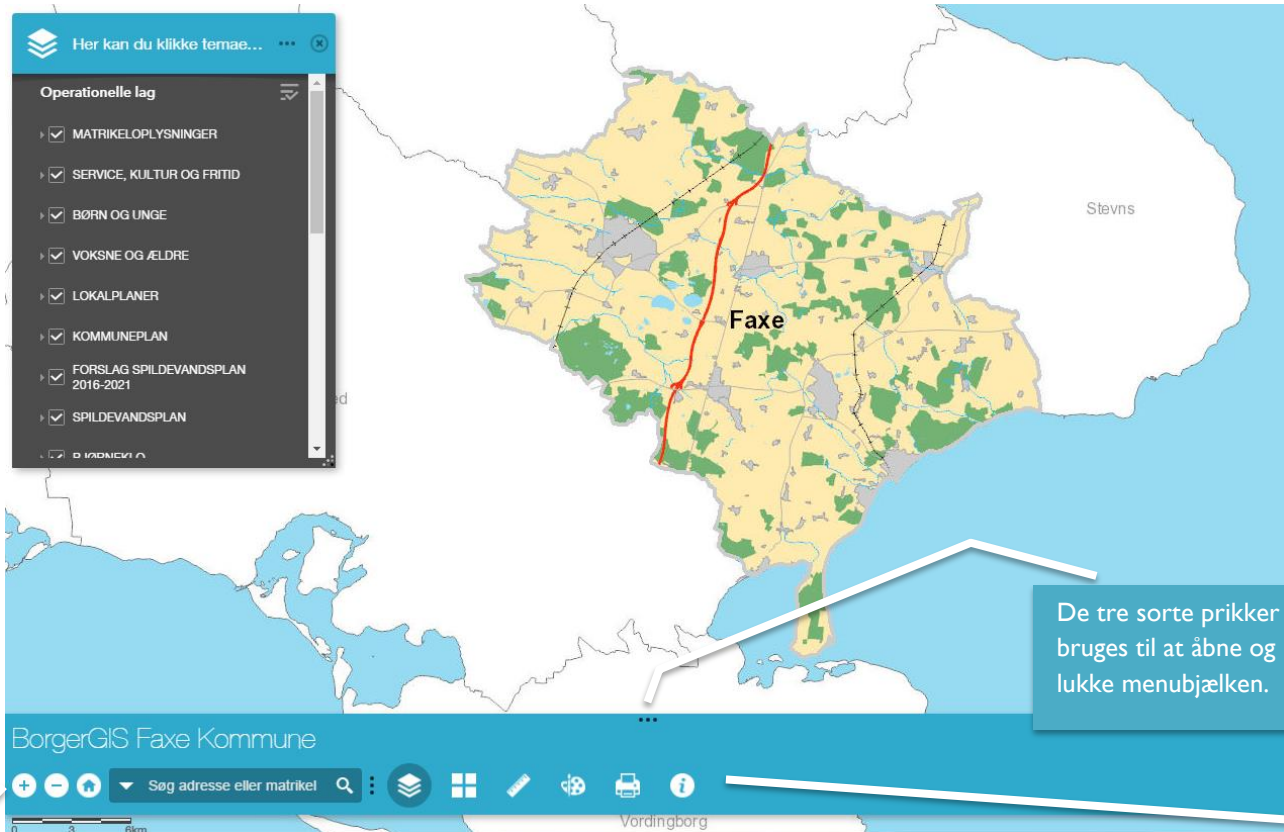 Her kan du klikke temae...
Operationelle lag
MATRIKELOPLYSNINGER
SERVICE, KULTUR OG FRITID
BØRN OG UNGE
VOKSNE OG ÆLDRE
LOKALPLANER
KOMMUNEPLAN
FORSLAG SPILDEVANDSPLAN
2016-2021
SPILDEVANDSPLAN
BJØRNEKLO
ed
Stevns
Faxe
De tre sorte prikker
bruges til at åbne og
lukke menubjælken.
BorgerGIS Faxe Kommune
Søg adresse eller matrikel
0 3 6km
Vordingborg